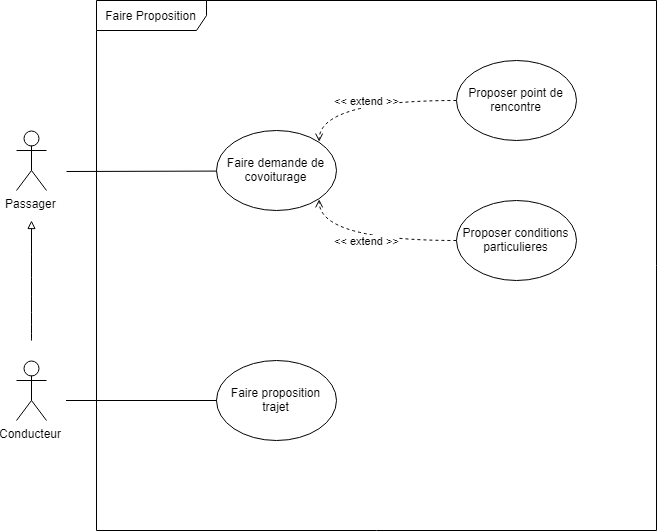 Faire Proposition
Proposer point de
rencontre
<< extend >>
Faire demande de
covoiturage
Passager
Proposer conditions
particulieres
<< extend >>
Faire proposition
trajet
Conducteur